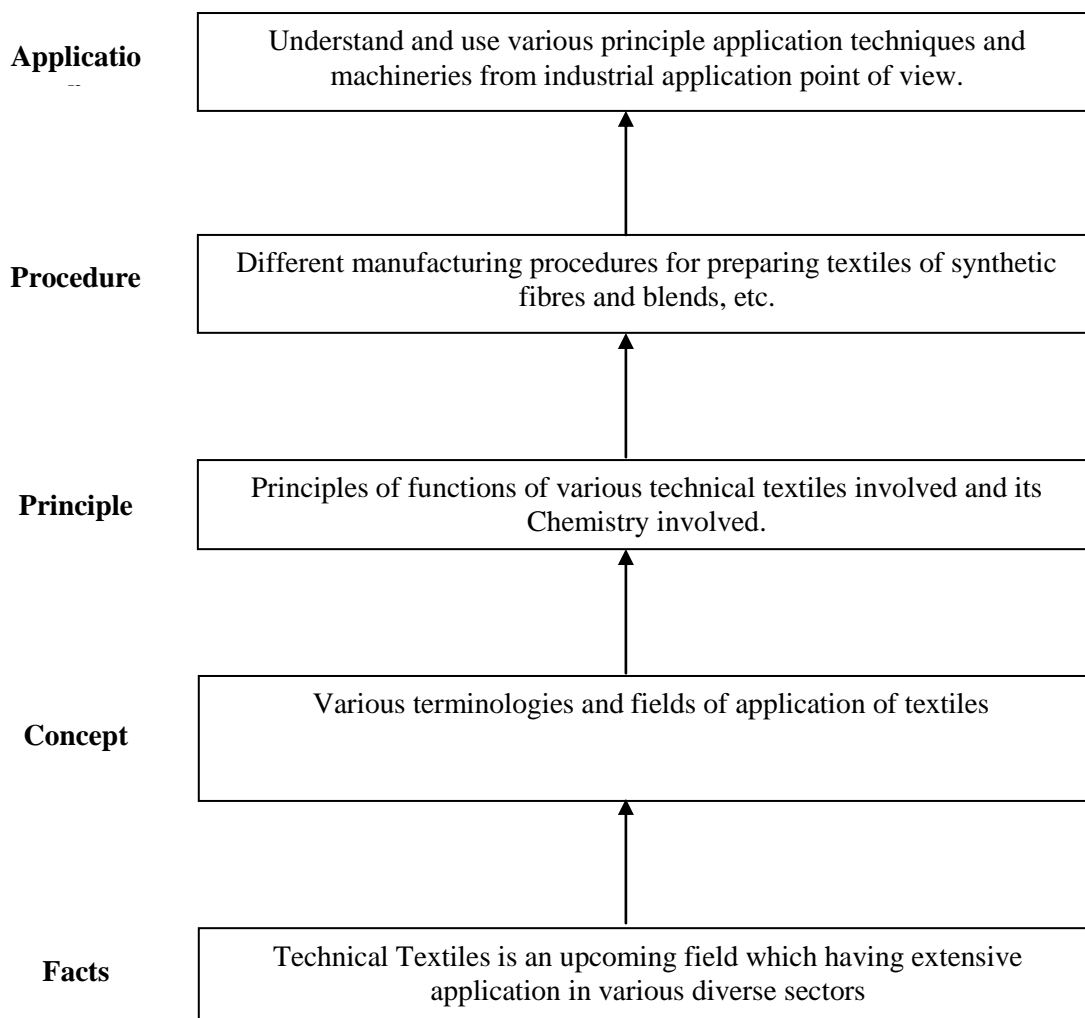 Applicatio
Understand and use various principle application techniques and
machineries from industrial application point of view.
Procedure
Different manufacturing procedures for preparing textiles of synthetic
fibres and blends, etc.
Principle
Principles of functions of various technical textiles involved and its
Chemistry involved.
Concept
Various terminologies and fields of application of textiles
Facts
Technical Textiles is an upcoming field which having extensive
application in various diverse sectors